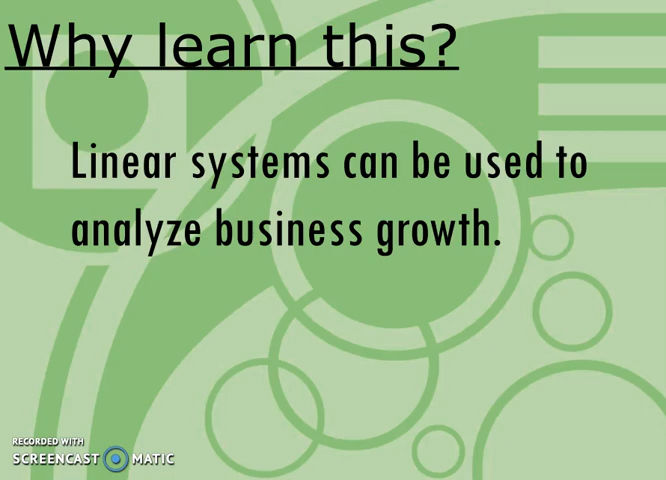 Why learn this?
Linear systems can be used to
analyze business growth.
RECORDED WITH
SCREENCAST MATIC